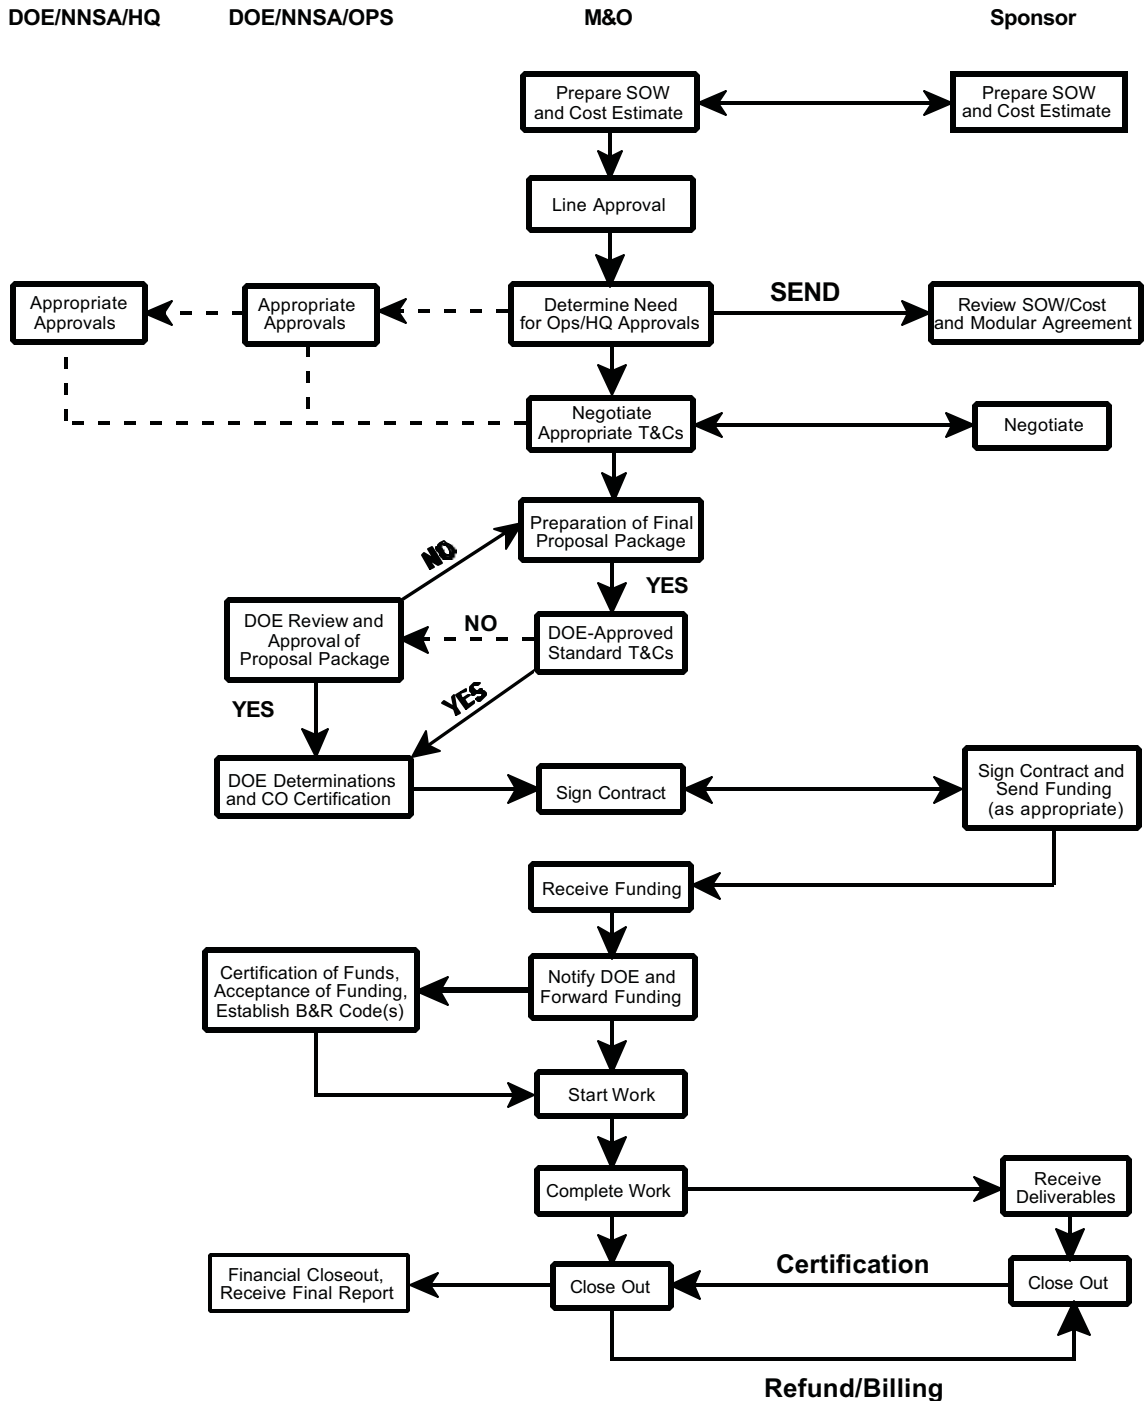 DOE/NNSA/HQ
DOE/NNSA/OPS
M&O
Sponsor
Prepare SOW
and Cost Estimate
Prepare SOW
and Cost Estimate
Line Approval
Appropriate
Approvals
Appropriate
Approvals
Determine Need
for Ops/HQ Approvals
SEND
Review SOW/Cost
and Modular Agreement
Negotiate
Appropriate T&Cs
Negotiate
Preparation of Final
Proposal Package
NO
YES
DOE Review and
Approval of
Proposal Package
NO
DOE-Approved
Standard T&Cs
YES
YES
DOE Determinations
and CO Certification
Sign Contract
Sign Contract and
Send Funding
(as appropriate)
Receive Funding
Certification of Funds,
Acceptance of Funding,
Establish B&R Code(s)
Notify DOE and
Forward Funding
Start Work
Complete Work
Receive
Deliverables
Financial Closeout,
Receive Final Report
Close Out
Certification
Close Out
Refund/Billing